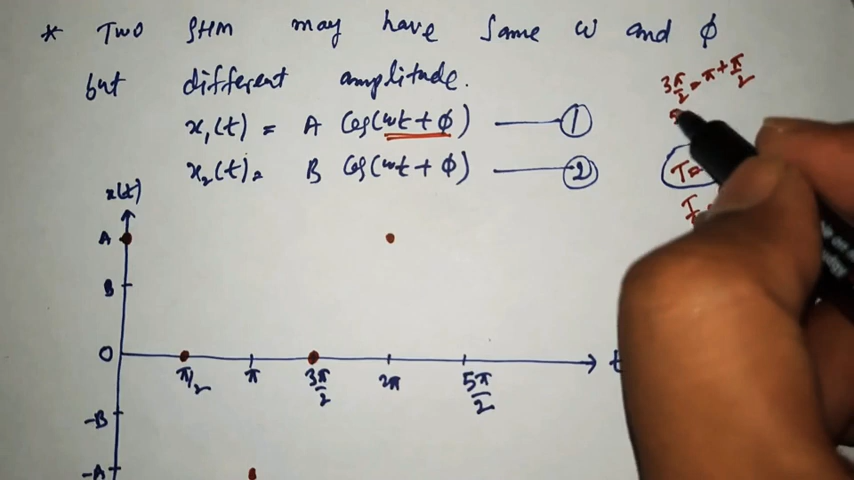 * Two SHM may have same ω and φ
but different amplitude.
x₁(t) = A Cos(ωt + φ) —— ①
x₂(t) = B Cos(ωt + φ) —— ②
3π/2 = π + π/2
T=
T
x(t)
A
B
O
π/2 π 3π/2 2π 5π/2 t
-B
-A